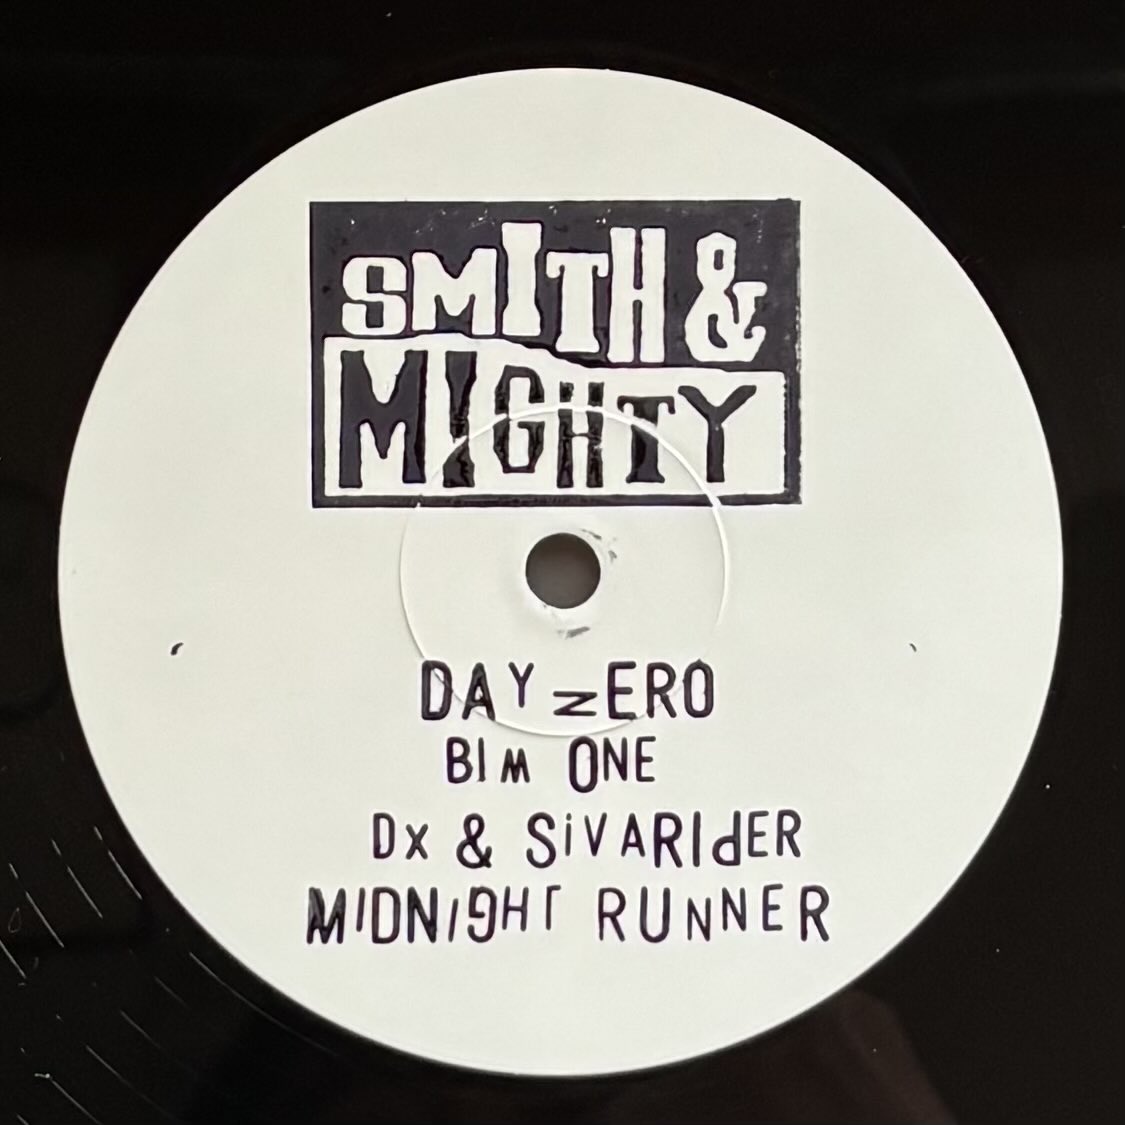 SMITH &
MIGHTY
DAY ZERO
BIM ONE
DX & SiVARIdER
MIDNiGHT RUNNER